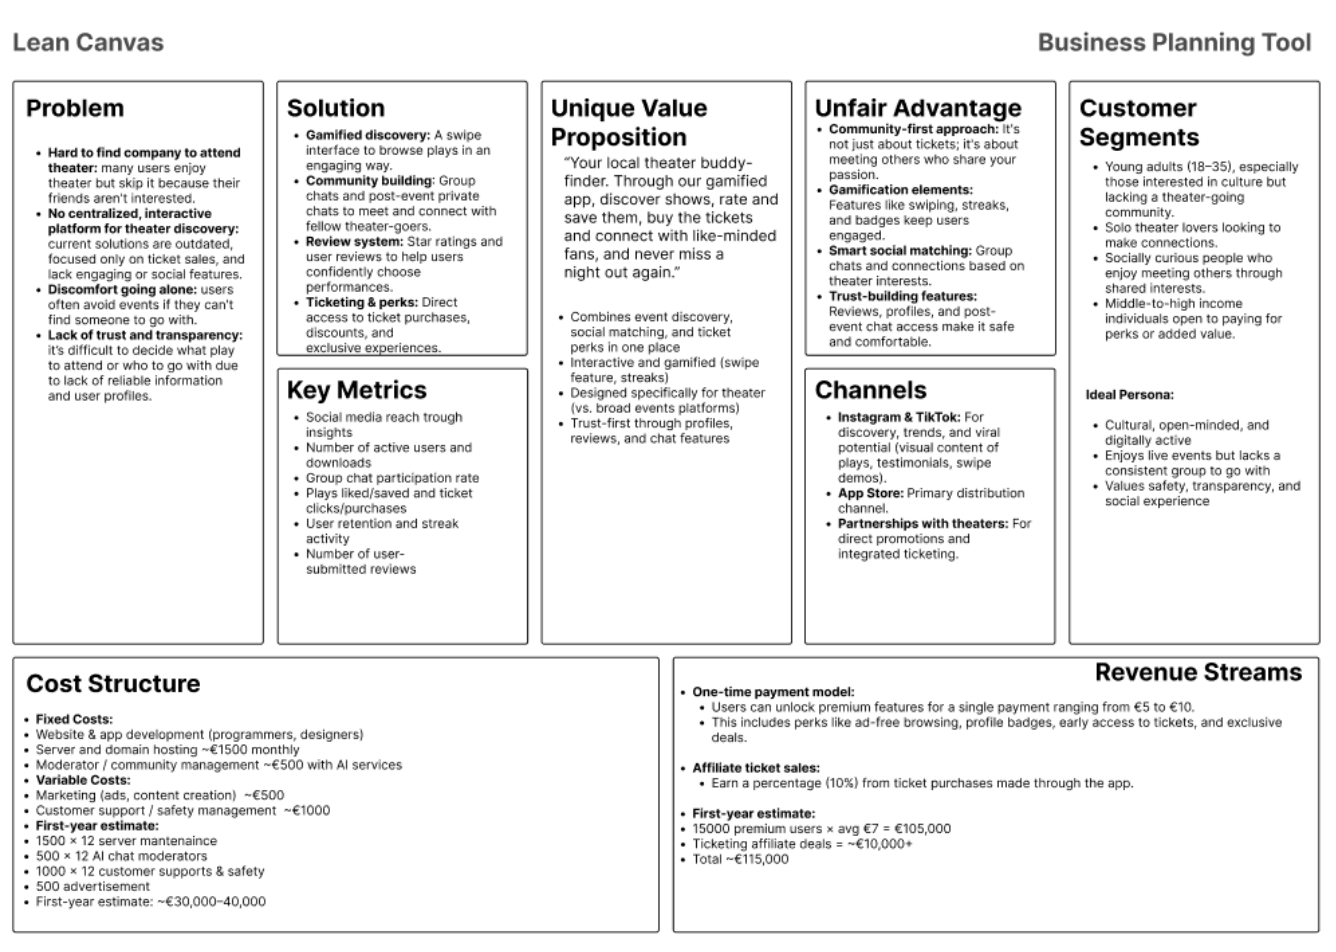 Lean Canvas
Business Planning Tool
Problem
• Hard to find company to attend
theater: many users enjoy
theater but skip it because their
friends aren't interested.
• No centralized, interactive
platform for theater discovery:
current solutions are outdated,
focused only on ticket sales, and
lack engaging or social features.
• Discomfort going alone: users
often avoid events if they can't
find someone to go with.
• Lack of trust and transparency:
it's difficult to decide what play
to attend or who to go with due
to lack of reliable information
and user profiles.
Solution
• Gamified discovery: A swipe
interface to browse plays in an
engaging way.
• Community building: Group
chats and post-event private
chats to meet and connect with
fellow theater-goers.
• Review system: Star ratings and
user reviews to help users
confidently choose
performances.
• Ticketing & perks: Direct
access to ticket purchases,
discounts, and
exclusive experiences.
Key Metrics
• Social media reach trough
insights
• Number of active users and
downloads
• Group chat participation rate
• Plays liked/saved and ticket
clicks/purchases
• User retention and streak
activity
• Number of user-
submitted reviews
Unique Value
Proposition
“Your local theater buddy-
finder. Through our gamified
app, discover shows, rate and
save them, buy the tickets
and connect with like-minded
fans, and never miss a
night out again.”
• Combines event discovery,
social matching, and ticket
perks in one place
• Interactive and gamified (swipe
feature, streaks)
• Designed specifically for theater
(vs. broad events platforms)
• Trust-first through profiles,
reviews, and chat features
Unfair Advantage
• Community-first approach: It's
not just about tickets; it's about
meeting others who share your
passion.
• Gamification elements:
Features like swiping, streaks,
and badges keep users
engaged.
• Smart social matching: Group
chats and connections based on
theater interests.
• Trust-building features:
Reviews, profiles, and post-
event chat access make it safe
and comfortable.
Channels
• Instagram & TikTok: For
discovery, trends, and viral
potential (visual content of
plays, testimonials, swipe
demos).
• App Store: Primary distribution
channel.
• Partnerships with theaters: For
direct promotions and
integrated ticketing.
Customer
Segments
• Young adults (18–35), especially
those interested in culture but
lacking a theater-going
community.
• Solo theater lovers looking to
make connections.
• Socially curious people who
enjoy meeting others through
shared interests.
• Middle-to-high income
individuals open to paying for
perks or added value.
Ideal Persona:
• Cultural, open-minded, and
digitally active
• Enjoys live events but lacks a
consistent group to go with
• Values safety, transparency, and
social experience
Cost Structure
• Fixed Costs:
• Website & app development (programmers, designers)
• Server and domain hosting ~€1500 monthly
• Moderator / community management ~€500 with AI services
• Variable Costs:
• Marketing (ads, content creation) ~€500
• Customer support / safety management ~€1000
• First-year estimate:
• 1500 × 12 server mantenaince
• 500 × 12 AI chat moderators
• 1000 × 12 customer supports & safety
• 500 advertisement
• First-year estimate: ~€30,000–40,000
Revenue Streams
• One-time payment model:
• Users can unlock premium features for a single payment ranging from €5 to €10.
• This includes perks like ad-free browsing, profile badges, early access to tickets, and exclusive
deals.
• Affiliate ticket sales:
• Earn a percentage (10%) from ticket purchases made through the app.
• First-year estimate:
• 15000 premium users × avg €7 = €105,000
• Ticketing affiliate deals = ~€10,000+
• Total ~€115,000